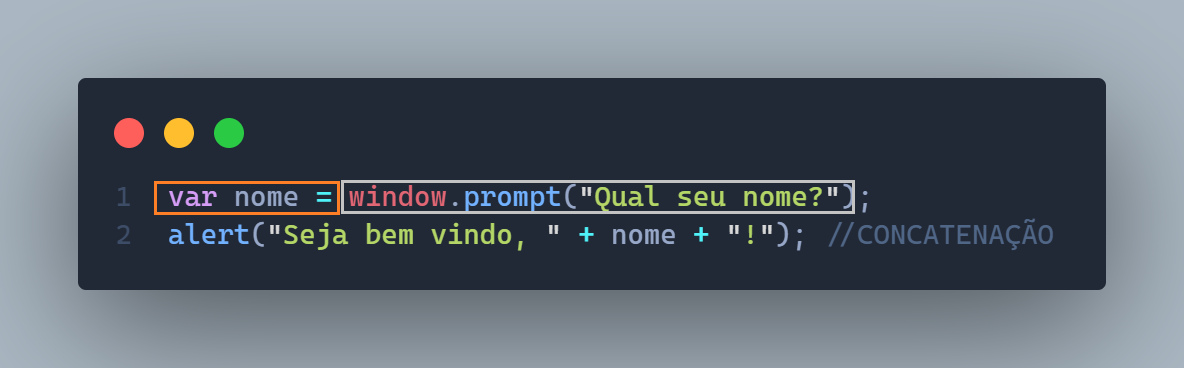 1 var nome = window.prompt("Qual seu nome?");
2 alert("Seja bem vindo, " + nome + "!"); //CONCATENAÇÃO